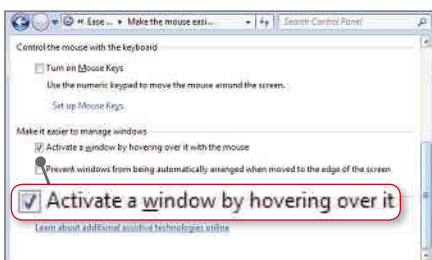 « Ease ... ▸ Make the mouse easi...
Search Control Panel
Control the mouse with the keyboard
Turn on Mouse Keys
Use the numeric keypad to move the mouse around the screen.
Set up Mouse Keys
Make it easier to manage windows
Activate a window by hovering over it with the mouse
Prevent windows from being automatically arranged when moved to the edge of the screen
Activate a window by hovering over it
Learn about additional assistive technologies online